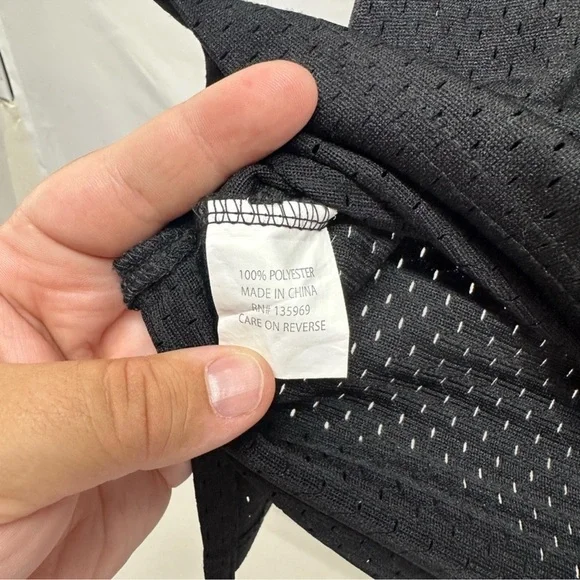 100% POLYESTER
MADE IN CHINA
RN# 135969
CARE ON REVERSE